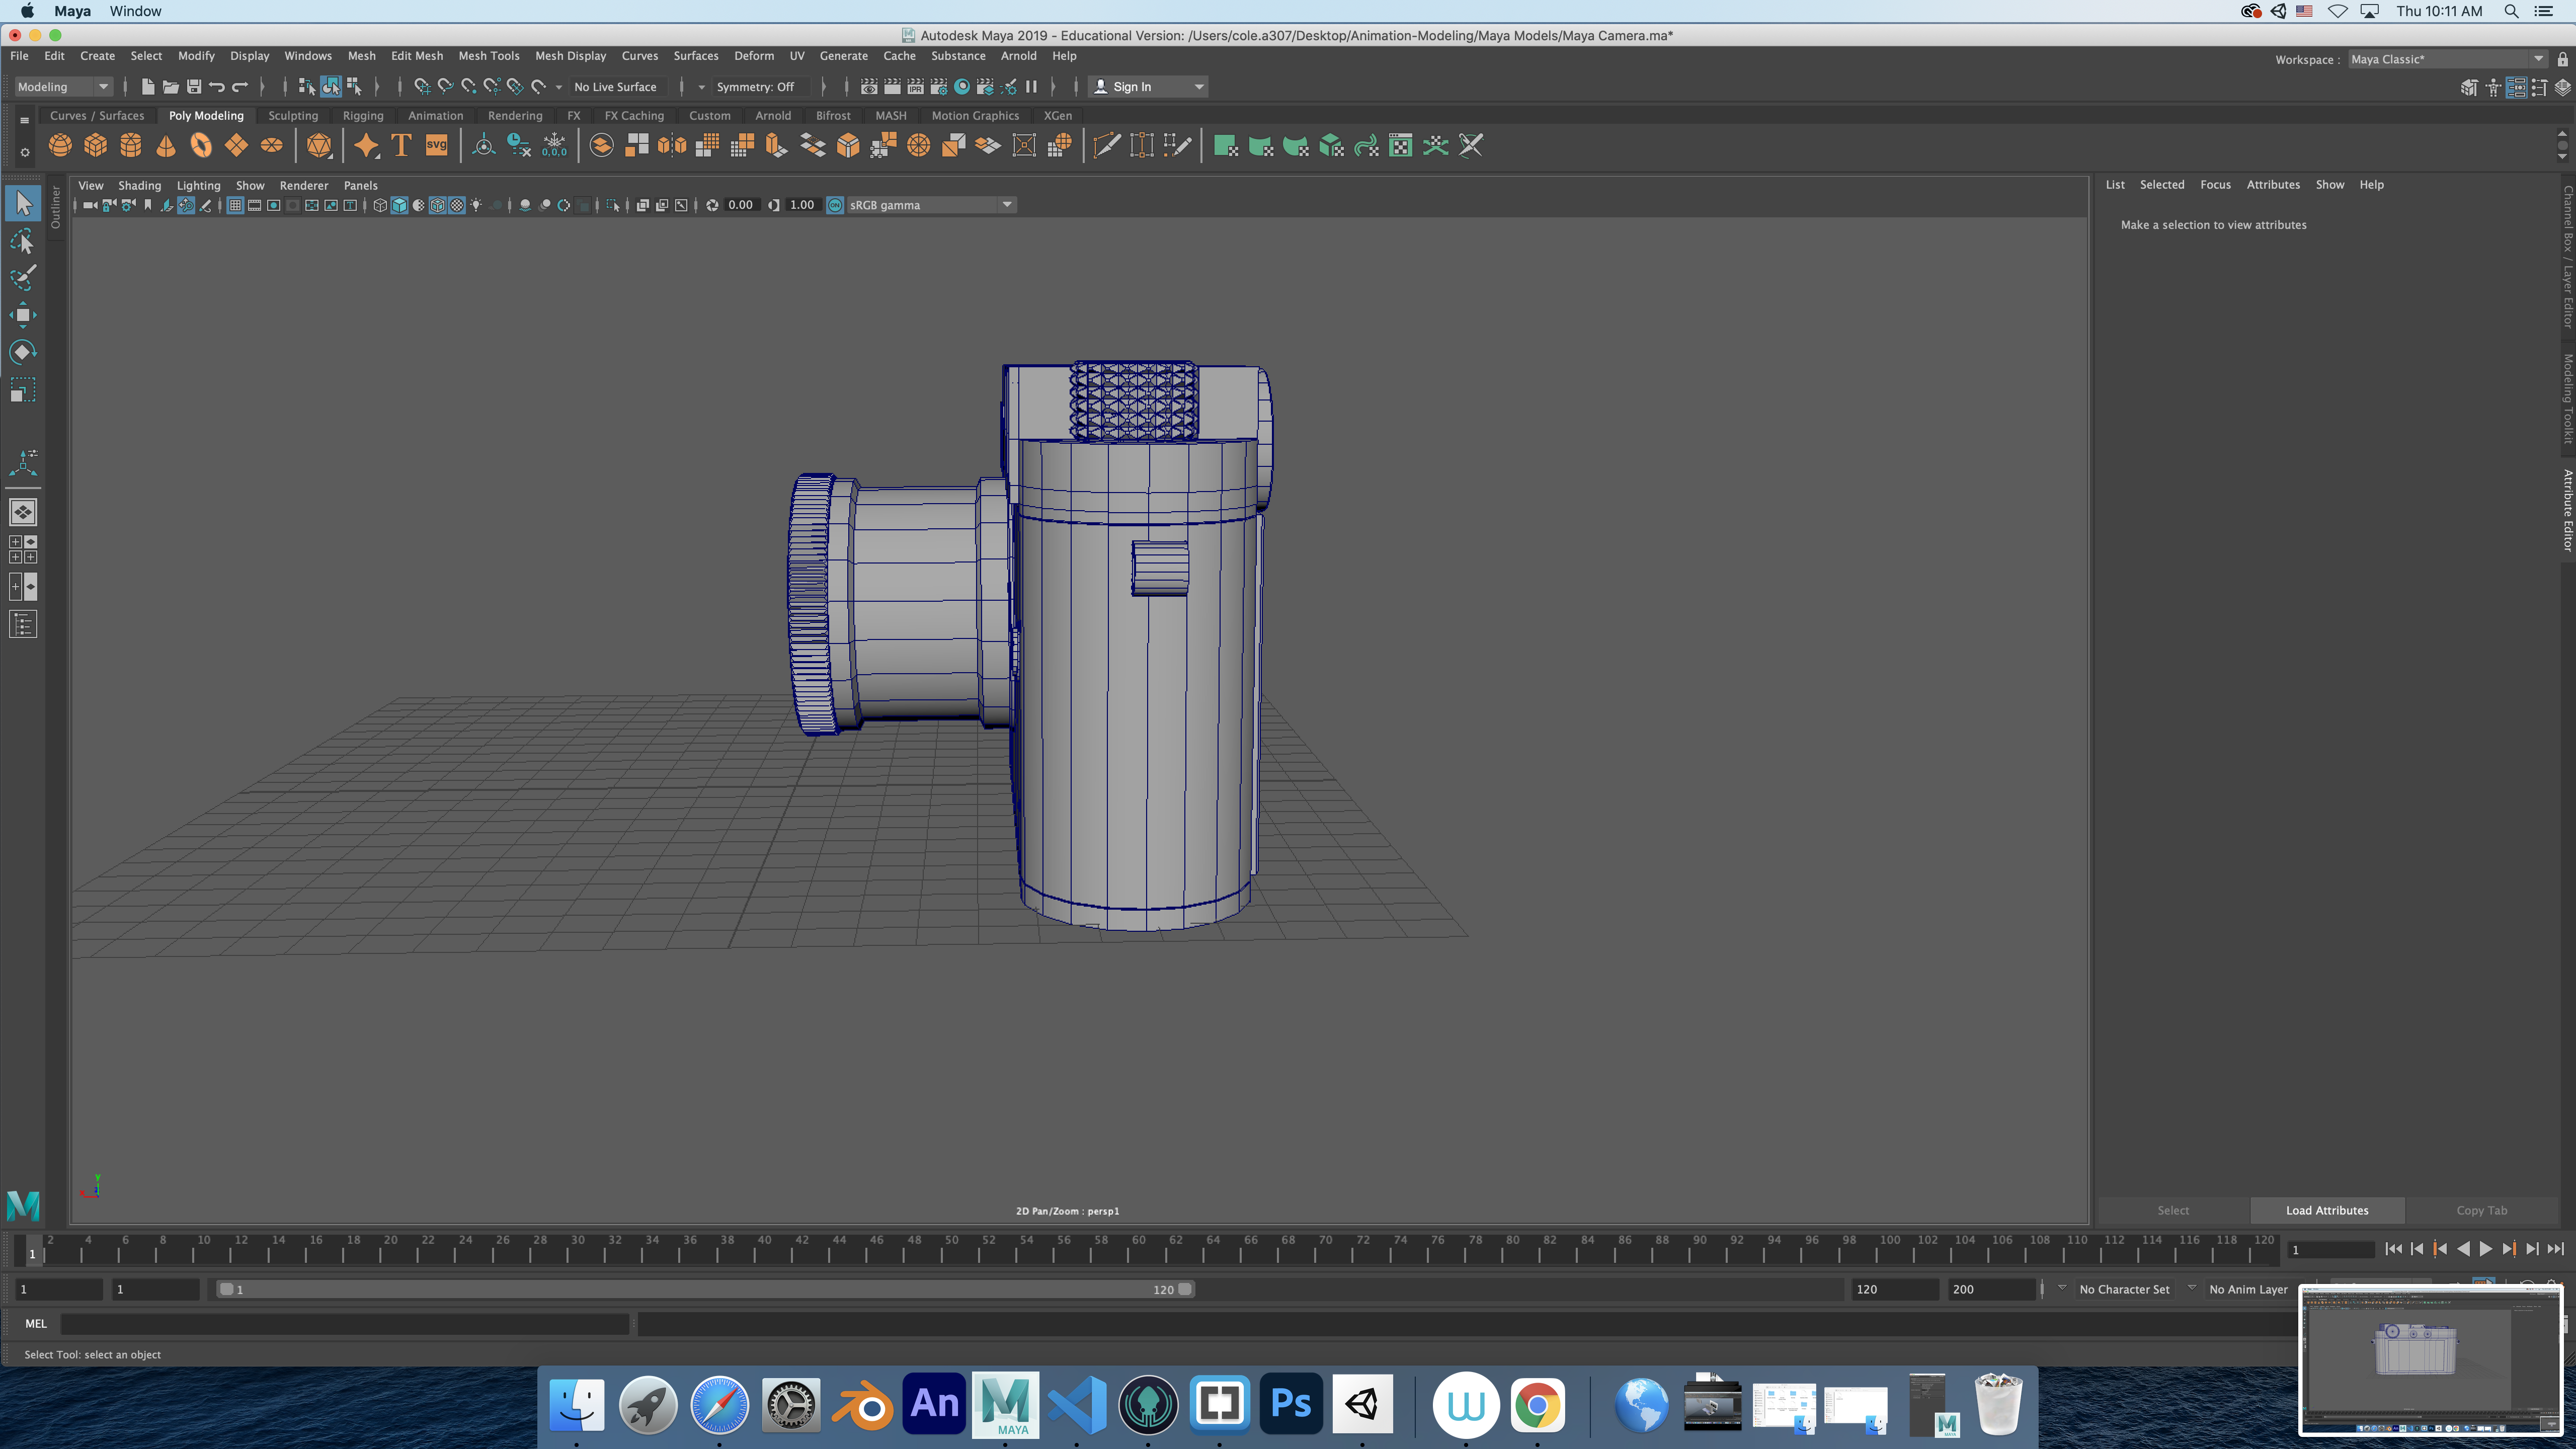 Maya Window Thu 10:11 AM
Autodesk Maya 2019 - Educational Version: /Users/cole.a307/Desktop/Animation-Modeling/Maya Models/Maya Camera.ma*
File Edit Create Select Modify Display Windows Mesh Edit Mesh Mesh Tools Mesh Display Curves Surfaces Deform UV Generate Cache Substance Arnold Help Workspace : Maya Classic*
Modeling No Live Surface Symmetry: Off IPR Sign In
Curves / Surfaces Poly Modeling Sculpting Rigging Animation Rendering FX FX Caching Custom Arnold Bifrost MASH Motion Graphics XGen
T SVG 0,0,0
View Shading Lighting Show Renderer Panels
0.00 1.00 ON sRGB gamma
Outliner
List Selected Focus Attributes Show Help
Make a selection to view attributes
Channel Box / Layer Editor
Modeling Toolkit
Attribute Editor
y
x
z
2D Pan/Zoom : persp1
Select Load Attributes Copy Tab
1 2 4 6 8 10 12 14 16 18 20 22 24 26 28 30 32 34 36 38 40 42 44 46 48 50 52 54 56 58 60 62 64 66 68 70 72 74 76 78 80 82 84 86 88 90 92 94 96 98 100 102 104 106 108 110 112 114 116 118 120 1
1 1 1 120 120 200 No Character Set No Anim Layer
MEL
Select Tool: select an object
An M MAYA Ps W M